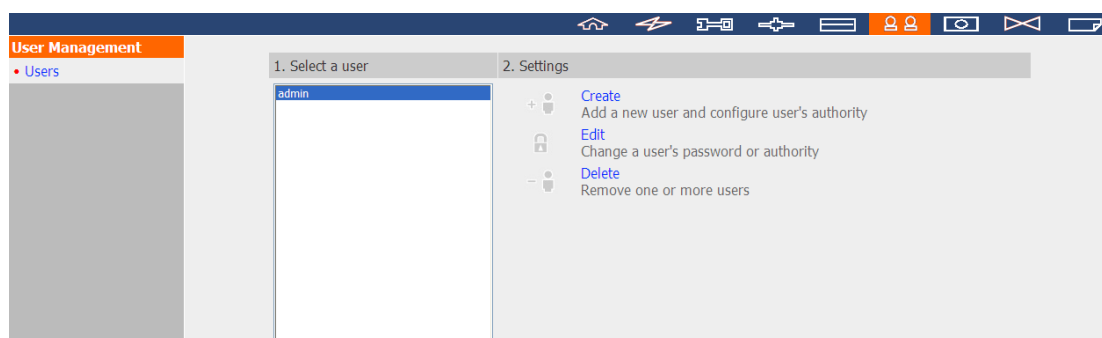 User Management
• Users
1. Select a user
2. Settings
admin
Create
Add a new user and configure user's authority
Edit
Change a user's password or authority
Delete
Remove one or more users